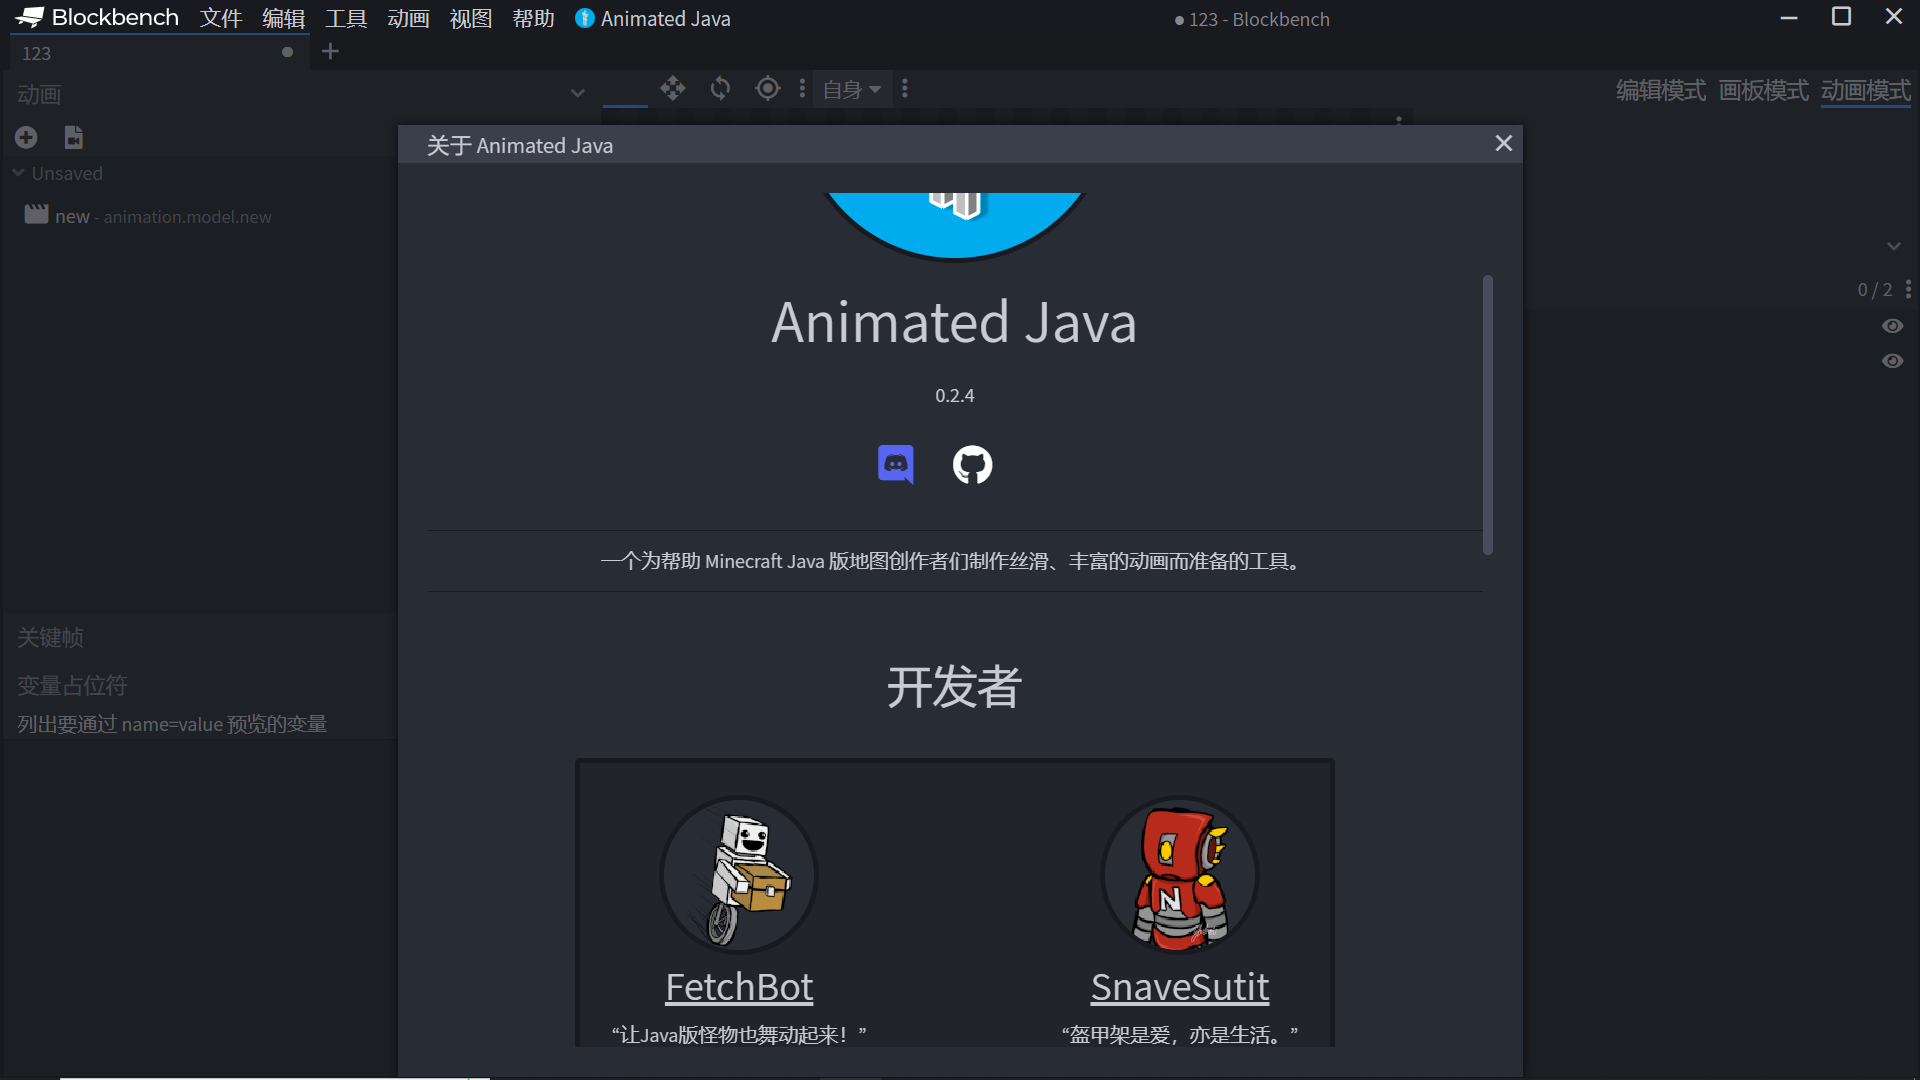 Blockbench 文件 编辑 工具 动画 视图 帮助 Animated Java
123 - Blockbench
123
动画
自身
编辑模式 画板模式 动画模式
Unsaved
new - animation.model.new
0 / 2
关键帧
变量占位符
列出要通过 name=value 预览的变量
关于 Animated Java
Animated Java
0.2.4
一个为帮助 Minecraft Java 版地图创作者们制作丝滑、丰富的动画而准备的工具。
开发者
N
FetchBot
“让Java版怪物也舞动起来！”
SnaveSutit
“盔甲架是爱，亦是生活。”